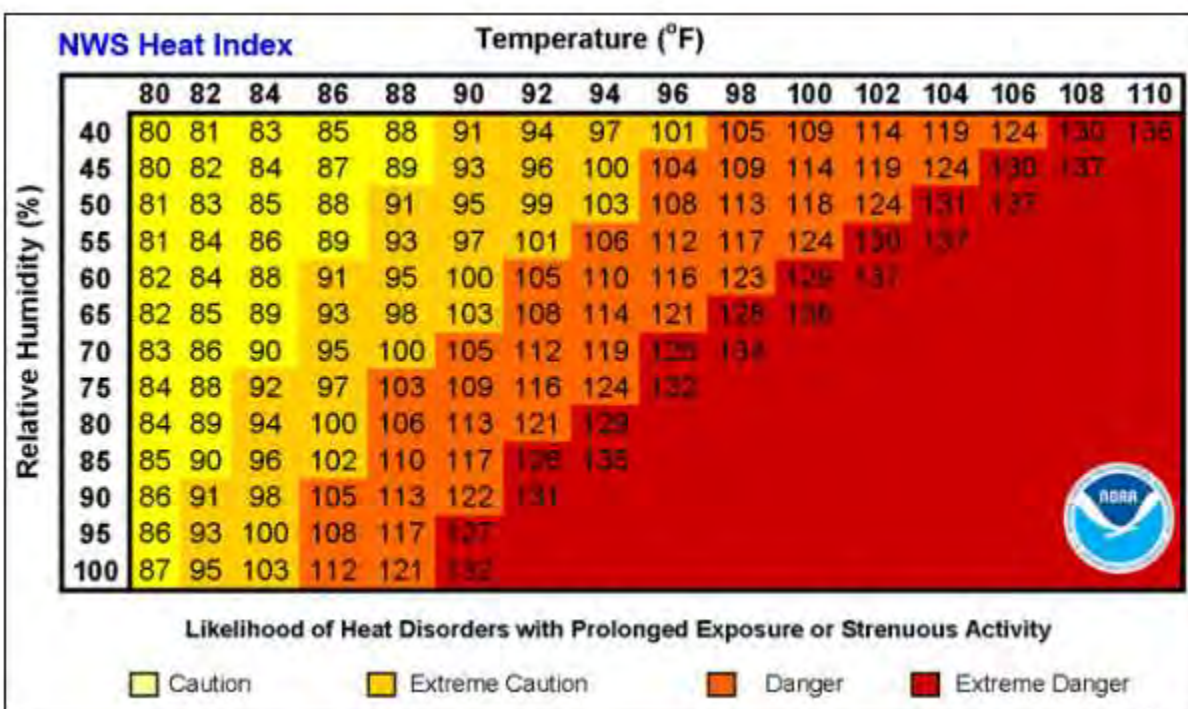 NWS Heat Index Temperature (°F)
80 82 84 86 88 90 92 94 96 98 100 102 104 106 108 110
40 80 81 83 85 88 91 94 97 101 105 109 114 119 124 130 136
45 80 82 84 87 89 93 96 100 104 109 114 119 124 130 137
50 81 83 85 88 91 95 99 103 108 113 118 124 131 137
55 81 84 86 89 93 97 101 106 112 117 124 130 137
60 82 84 88 91 95 100 105 110 116 123 129 137
65 82 85 89 93 98 103 108 114 121 128 136
70 83 86 90 95 100 105 112 119 126 134
75 84 88 92 97 103 109 116 124 132
80 84 89 94 100 106 113 121 129
85 85 90 96 102 110 117 126 135
90 86 91 98 105 113 122 131
95 86 93 100 108 117 127
100 87 95 103 112 121 132
Relative Humidity (%)
NOAA
Likelihood of Heat Disorders with Prolonged Exposure or Strenuous Activity
Caution Extreme Caution Danger Extreme Danger